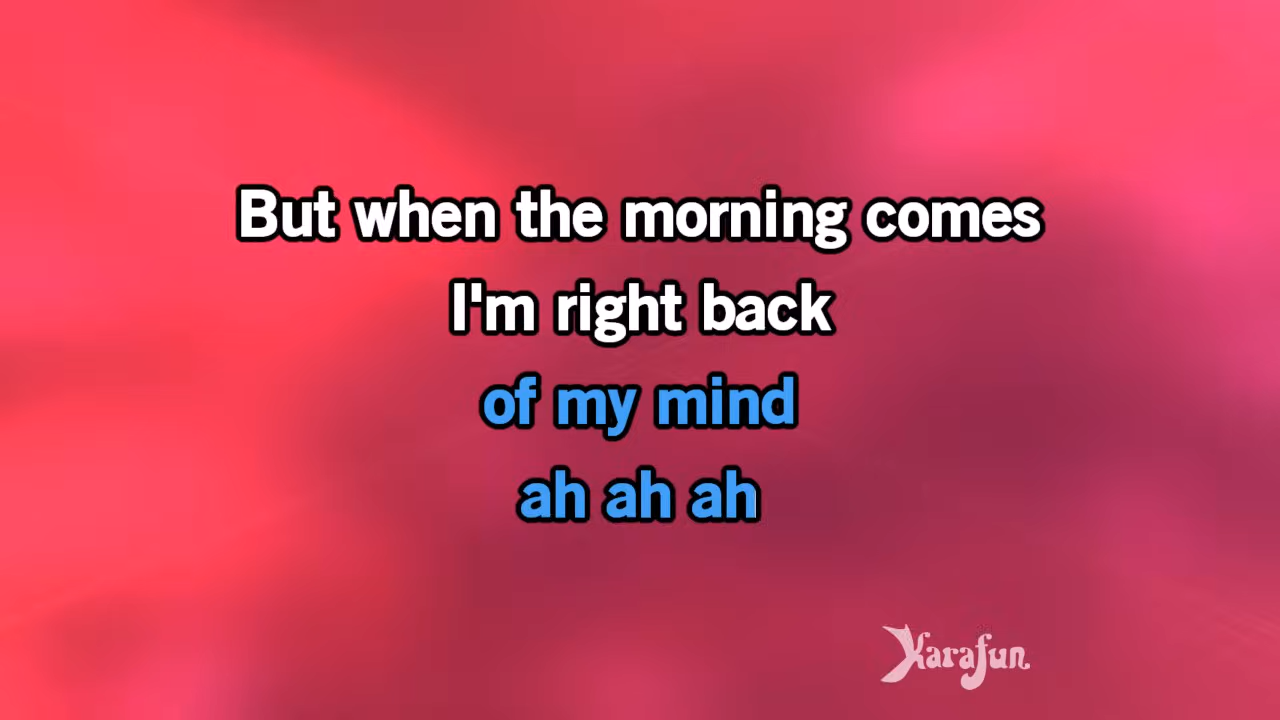 But when the morning comes
I'm right back
of my mind
ah ah ah
Karafun